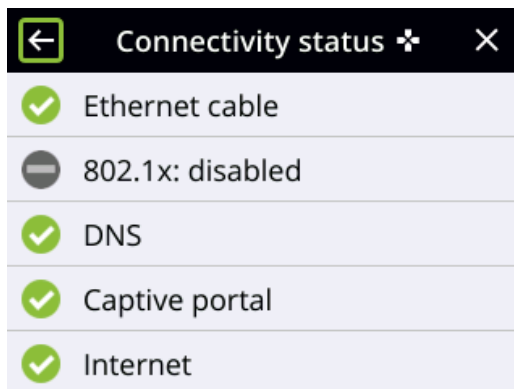 Connectivity status
Ethernet cable
802.1x: disabled
DNS
Captive portal
Internet